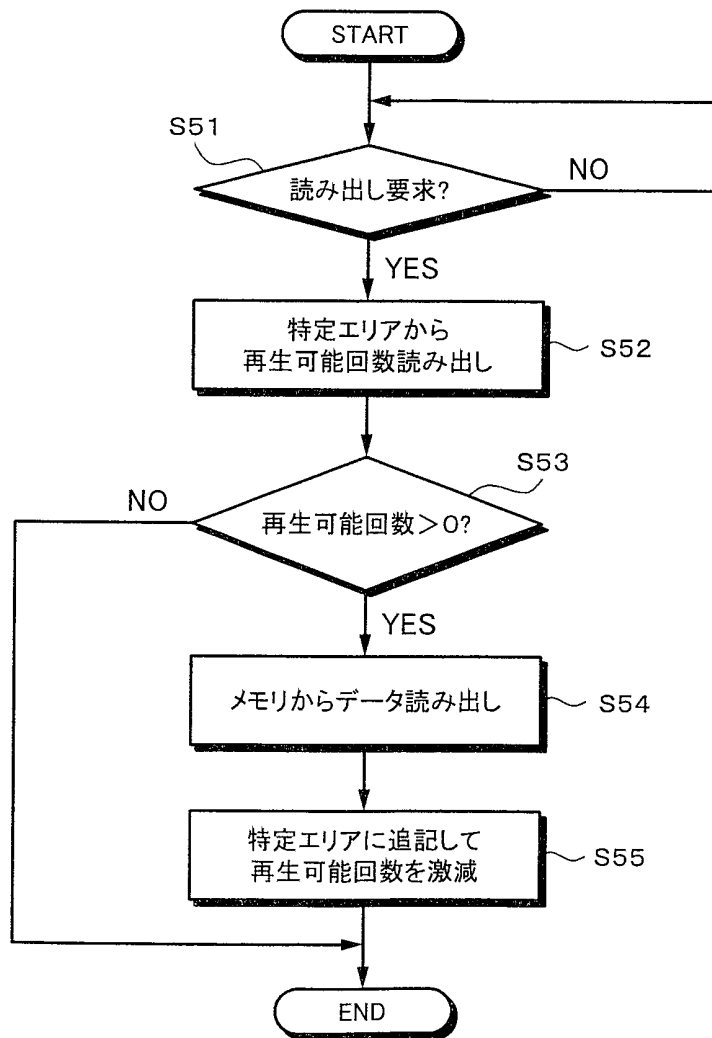 START
S51
読み出し要求?
NO
YES
特定エリアから
再生可能回数読み出し
S52
S53
NO
再生可能回数>0?
YES
メモリからデータ読み出し
S54
特定エリアに追記して
再生可能回数を激減
S55
END